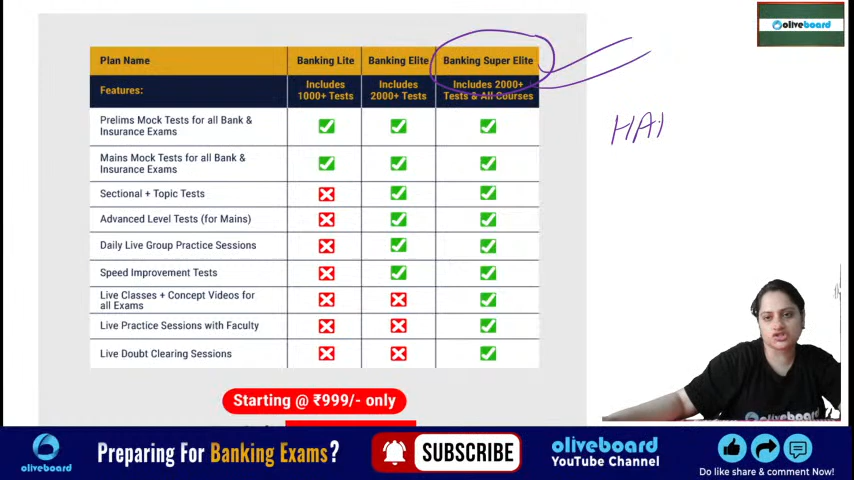 oliveboard
Plan Name Banking Lite Banking Elite Banking Super Elite
Features: Includes 1000+ Tests Includes 2000+ Tests Includes 2000+ Tests & All Courses
Prelims Mock Tests for all Bank &
Insurance Exams
Mains Mock Tests for all Bank &
Insurance Exams
Sectional + Topic Tests
Advanced Level Tests (for Mains)
Daily Live Group Practice Sessions
Speed Improvement Tests
Live Classes + Concept Videos for
all Exams
Live Practice Sessions with Faculty
Live Doubt Clearing Sessions
Starting @ ₹999/- only
oliveboard
oliveboard
Preparing For Banking Exams?
SUBSCRIBE
oliveboard
YouTube Channel
Do like share & comment Now!